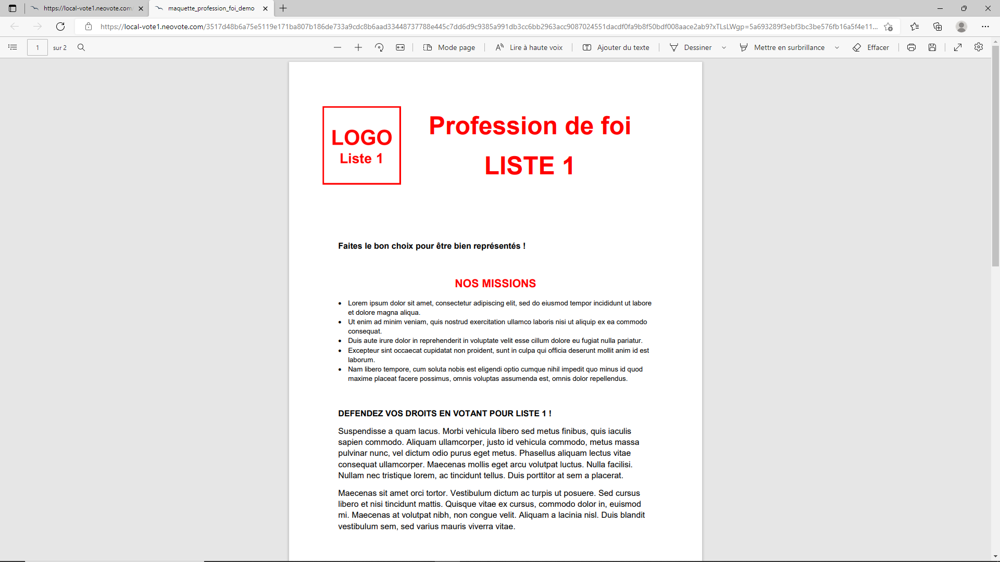 https://local-vote1.neovote.com
maquette_profession_foi_demo
https://local-vote1.neovote.com/3517d48b6a75e5119e171ba807b186de733a9cdc8b6aad33448737788e445c7dd6d9c9385a991db3cc6bb2963acc9087024551dacdf0fa9b8f50bdf008aace2ab9?xTLsLWgp=5a693289f3ebf3bc3be576fb16a5f4e11...
1 sur 2 Mode page Lire à haute voix Ajouter du texte Dessiner Mettre en surbrillance Effacer
LOGO
Liste 1
Profession de foi
LISTE 1
Faites le bon choix pour être bien représentés !
NOS MISSIONS
• Lorem ipsum dolor sit amet, consectetur adipiscing elit, sed do eiusmod tempor incididunt ut labore
et dolore magna aliqua.
• Ut enim ad minim veniam, quis nostrud exercitation ullamco laboris nisi ut aliquip ex ea commodo
consequat.
• Duis aute irure dolor in reprehenderit in voluptate velit esse cillum dolore eu fugiat nulla pariatur.
• Excepteur sint occaecat cupidatat non proident, sunt in culpa qui officia deserunt mollit anim id est
laborum.
• Nam libero tempore, cum soluta nobis est eligendi optio cumque nihil impedit quo minus id quod
maxime placeat facere possimus, omnis voluptas assumenda est, omnis dolor repellendus.
DEFENDEZ VOS DROITS EN VOTANT POUR LISTE 1 !
Suspendisse a quam lacus. Morbi vehicula libero sed metus finibus, quis iaculis
sapien commodo. Aliquam ullamcorper, justo id vehicula commodo, metus massa
pulvinar nunc, vel dictum odio purus eget metus. Phasellus aliquam lectus vitae
consequat ullamcorper. Maecenas mollis eget arcu volutpat luctus. Nulla facilisi.
Nullam nec tristique lorem, ac tincidunt tellus. Duis porttitor at sem a placerat.
Maecenas sit amet orci tortor. Vestibulum dictum ac turpis ut posuere. Sed cursus
libero et nisi tincidunt mattis. Quisque vitae ex cursus, commodo dolor in, euismod
mi. Maecenas at volutpat nibh, non congue velit. Aliquam a lacinia nisl. Duis blandit
vestibulum sem, sed varius mauris viverra vitae.